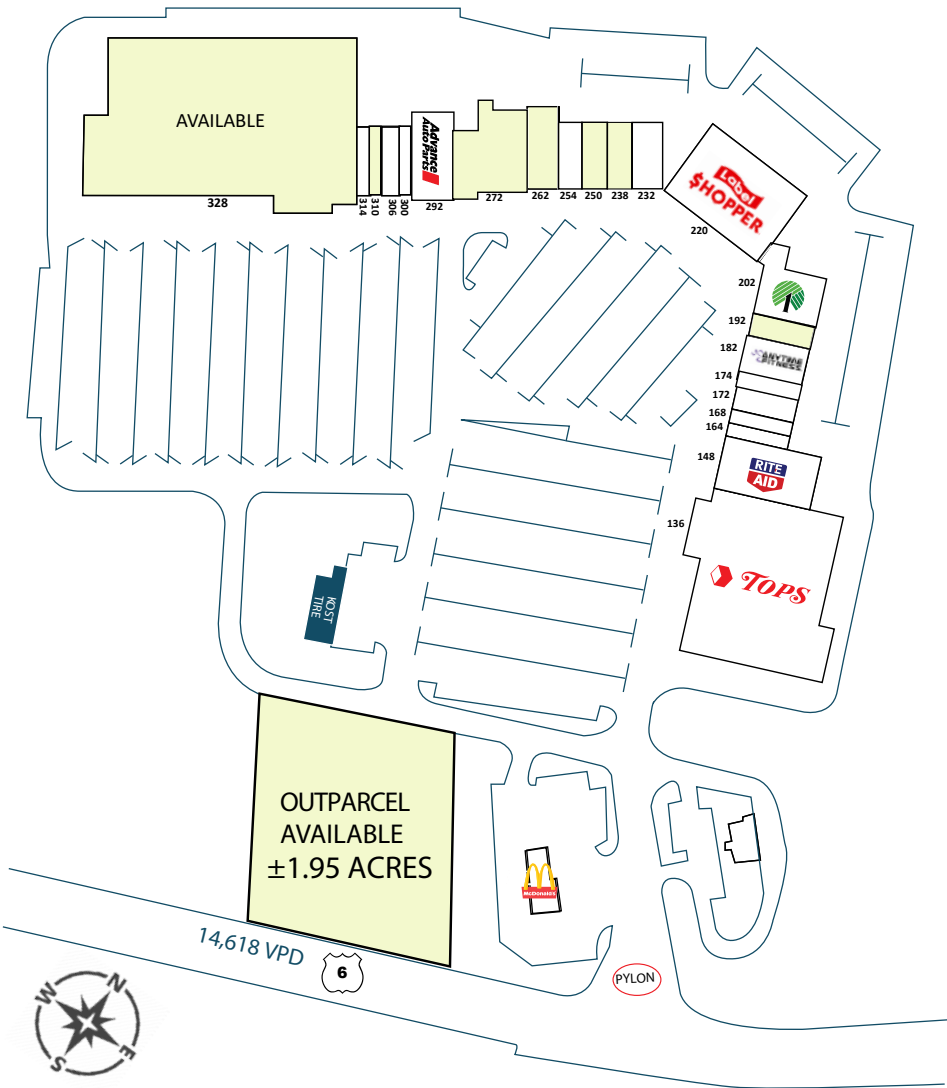 AVAILABLE
328
314
310
306
300
Advance
Auto Parts
292
272
262
254
250
238
232
Label
$HOPPER
220
202
192
182
ANYTIME
FITNESS
174
172
168
164
148
RITE
AID
136
TOPS
KOST
TIRE
OUTPARCEL
AVAILABLE
±1.95 ACRES
McDonald's
14,618 VPD
6
PYLON
N
W
E
S